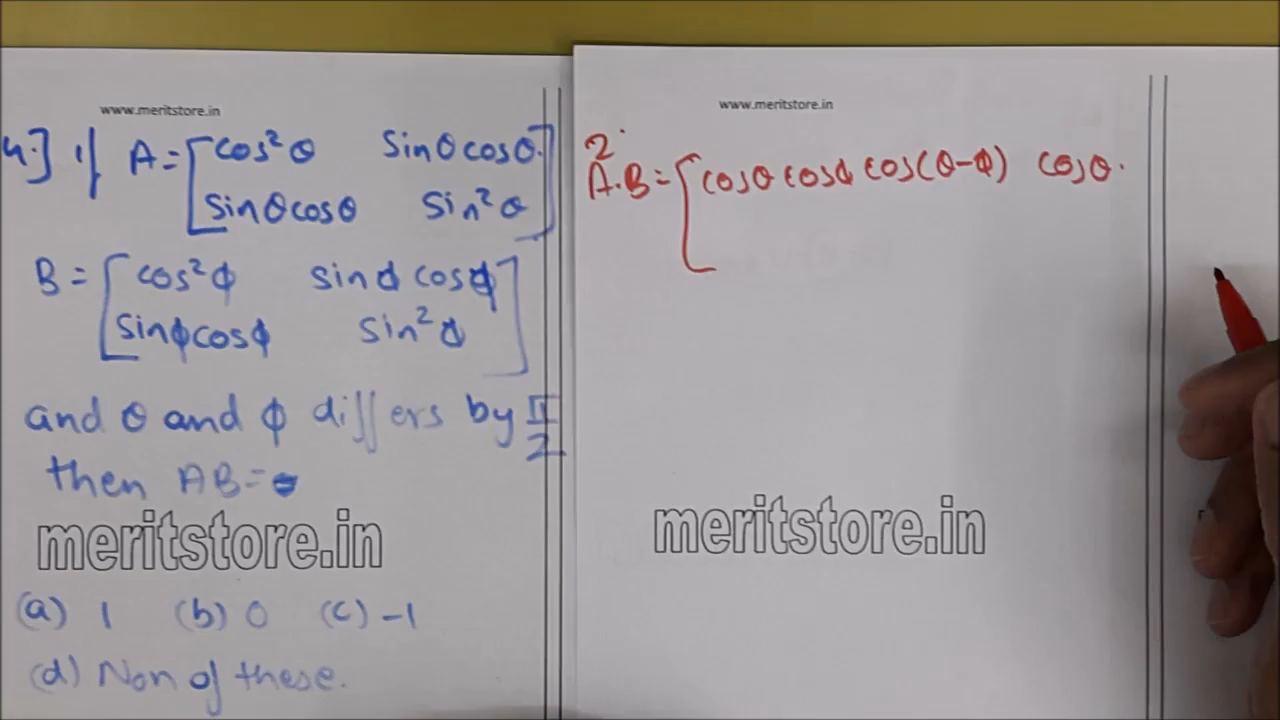 www.meritstore.in
4.] If A = [cos²θ sinθcosθ
sinθcosθ sin²θ]
B = [cos²ϕ sinϕ cosϕ
sinϕcosϕ sin²ϕ]
and θ and ϕ differs by π/2
then AB =
meritstore.in
(a) 1 (b) 0 (c) -1
(d) Non of these.
www.meritstore.in
2
A.B = [cosθ cosϕ cos(θ-ϕ) cosθ.
meritstore.in